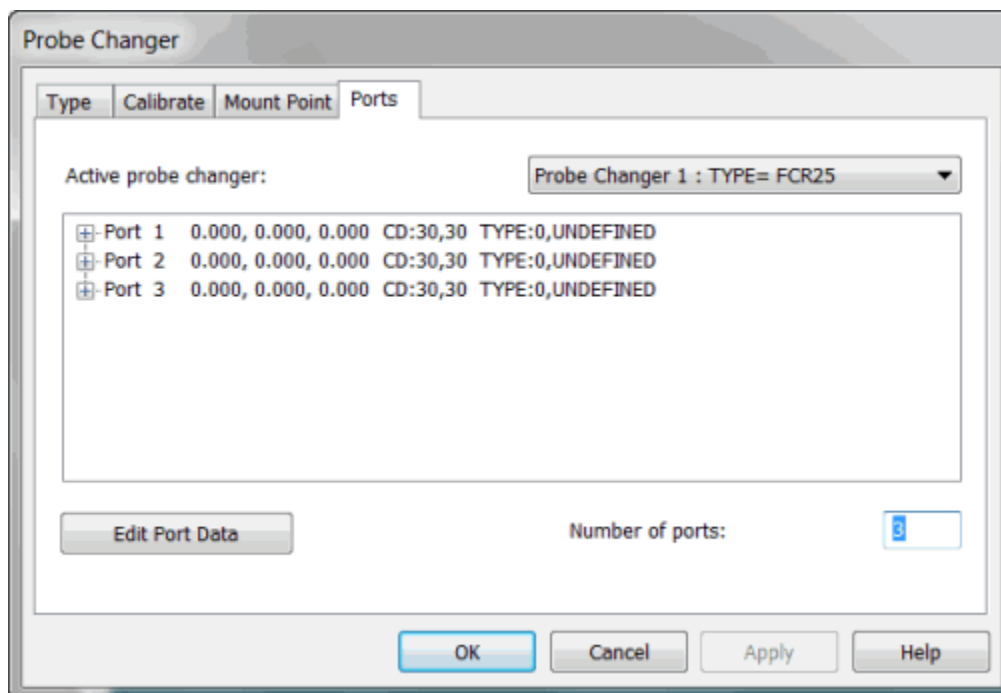 Probe Changer
Type Calibrate Mount Point Ports
Active probe changer: Probe Changer 1 : TYPE= FCR25
Port 1 0.000, 0.000, 0.000 CD:30,30 TYPE:0,UNDEFINED
Port 2 0.000, 0.000, 0.000 CD:30,30 TYPE:0,UNDEFINED
Port 3 0.000, 0.000, 0.000 CD:30,30 TYPE:0,UNDEFINED
Edit Port Data Number of ports: 3
OK Cancel Apply Help